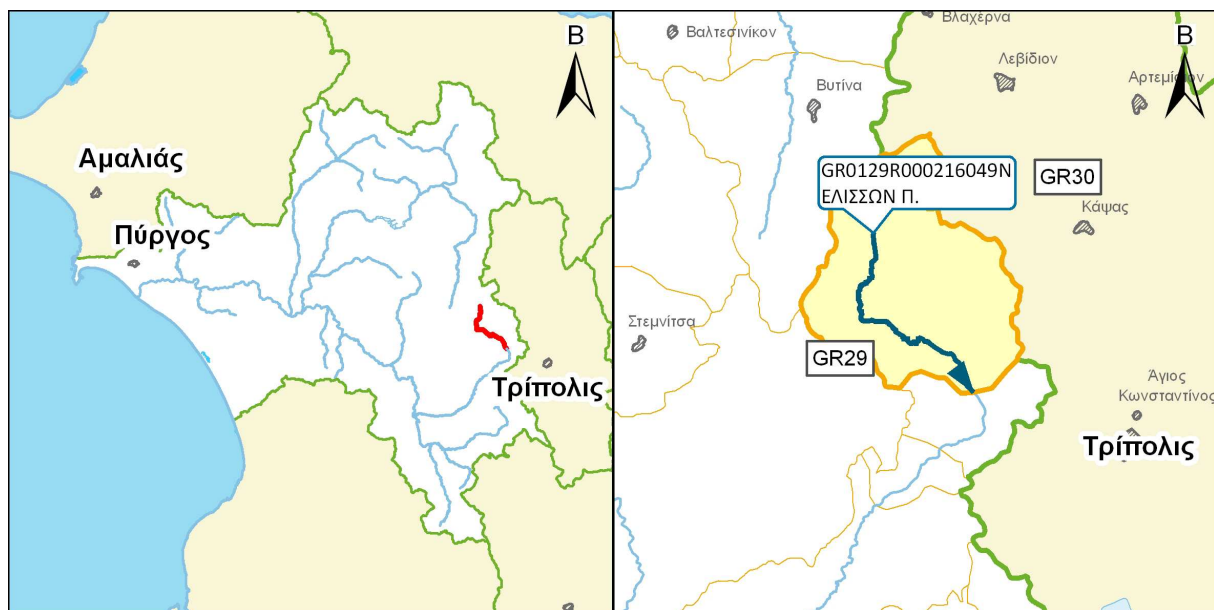 Β
Αμαλιάς
Πύργος
Τρίπολις
Βλαχέρνα
Βαλτεσινίκον
Β
Λεβίδιον
Βυτίνα
Αρτεμίσιον
GR0129R000216049N
ΕΛΙΣΣΩΝ Π.
GR30
Κάψας
Στεμνίτσα
GR29
Άγιος
Κωνσταντίνος
Τρίπολις